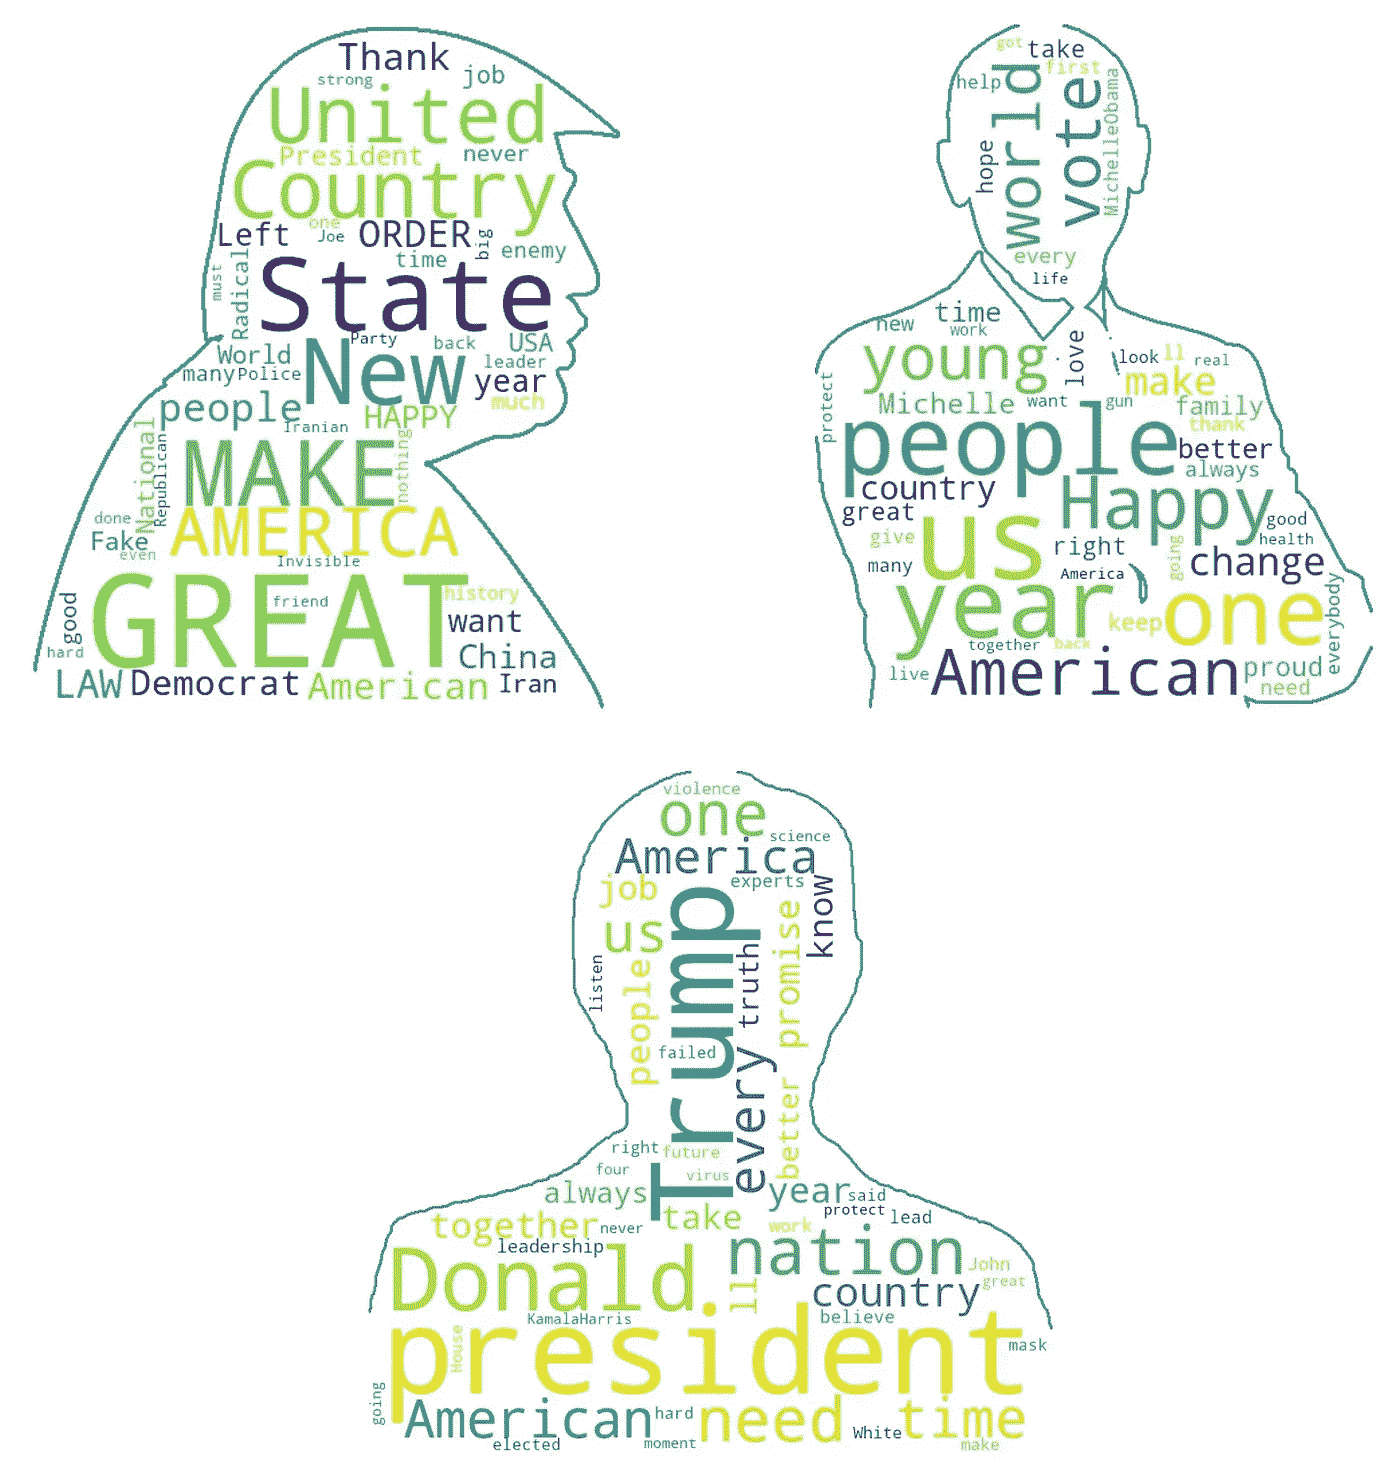 Thank
strong
job
United
President
never
Country
one
Left
Joe
ORDER
big
enemy
time
must
Radical
State
Party
back
USA
World
leader
many
Police
New
year
much
people
Iranian
HAPPY
National
Republican
MAKE
nothing
done
Fake
even
AMERICA
Invisible
GREAT
friend
history
good
want
hard
China
LAW
Democrat
American
Iran
got
take
first
help
world
vote
MichelleObama
hope
every
life
new
time
work
love
look
ll
real
young
make
protect
Michelle
want
gun
family
thank
people
better
always
country
Happy
great
good
give
us
right
health
many
America
going
change
year
keep
one
everybody
together
back
live
American
proud
need
violence
one
science
America
job
experts
know
us
Trump
promise
listen
people
truth
failed
every
better
right
future
four
virus
always
year
said
take
protect
lead
together
never
work
leadership
nation
Donald
John
ll
country
great
KamalaHarris
believe
president
House
mask
going
American
hard
need
time
elected
moment
White
make